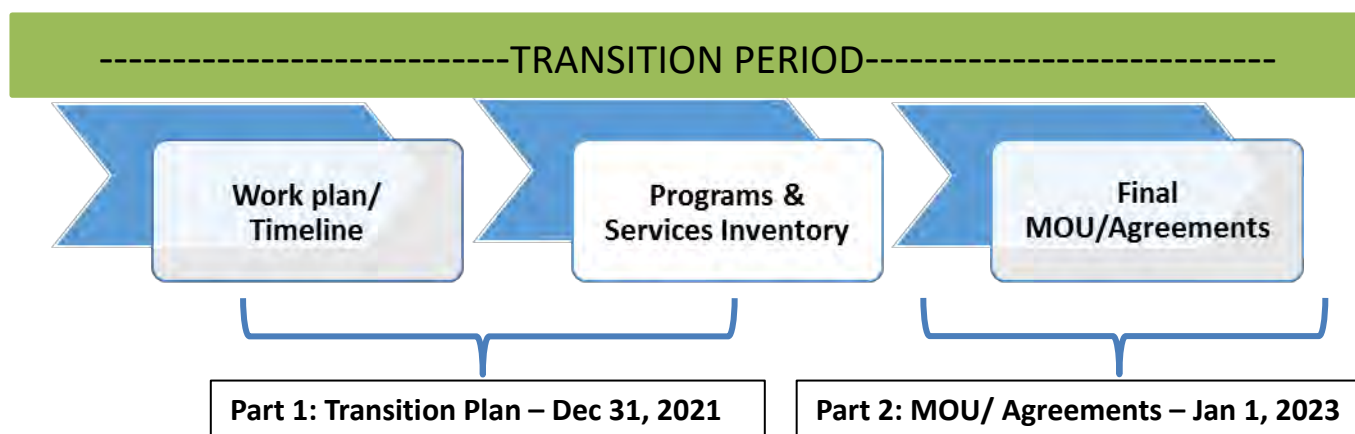 ----------------------------TRANSITION PERIOD----------------------------
Work plan/
Timeline
Programs &
Services Inventory
Final
MOU/Agreements
Part 1: Transition Plan – Dec 31, 2021
Part 2: MOU/ Agreements – Jan 1, 2023